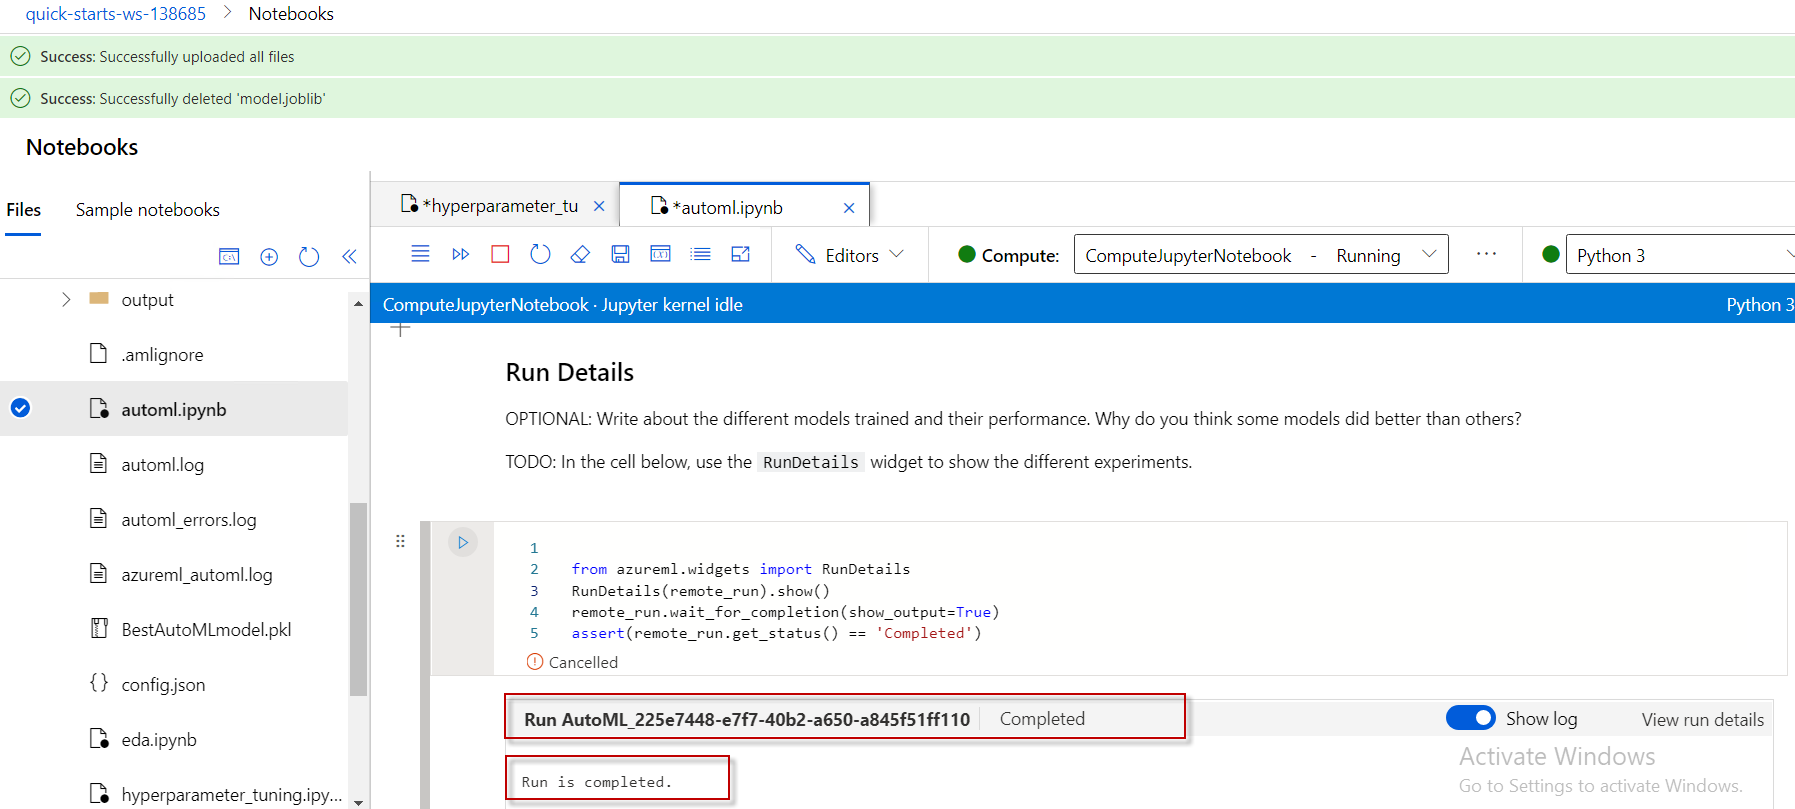 quick-starts-ws-138685 > Notebooks
Success: Successfully uploaded all files
Success: Successfully deleted 'model.joblib'
Notebooks
Files Sample notebooks
*hyperparameter_tu
*automl.ipynb
Editors Compute: ComputeJupyterNotebook - Running ... Python 3
ComputeJupyterNotebook · Jupyter kernel idle Python 3
output
.amlignore
automl.ipynb
automl.log
automl_errors.log
azureml_automl.log
BestAutoMLmodel.pkl
config.json
eda.ipynb
hyperparameter_tuning.ipy...
Run Details
OPTIONAL: Write about the different models trained and their performance. Why do you think some models did better than others?
TODO: In the cell below, use the RunDetails widget to show the different experiments.
1
2 from azureml.widgets import RunDetails
3 RunDetails(remote_run).show()
4 remote_run.wait_for_completion(show_output=True)
5 assert(remote_run.get_status() == 'Completed')
Cancelled
Run AutoML_225e7448-e7f7-40b2-a650-a845f51ff110 Completed Show log View run details
Run is completed.
Activate Windows
Go to Settings to activate Windows.